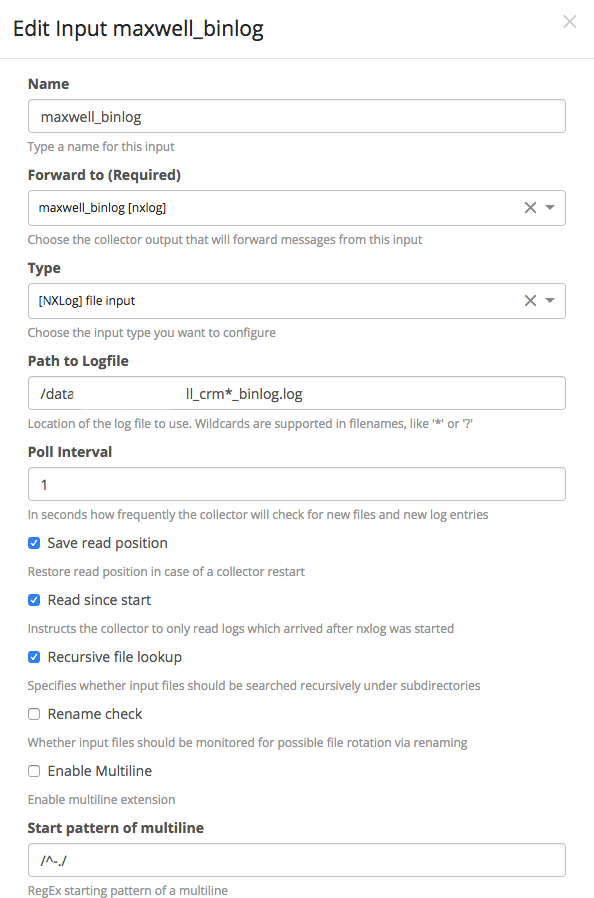 Edit Input maxwell_binlog
Name
maxwell_binlog
Type a name for this input
Forward to (Required)
maxwell_binlog [nxlog]
Choose the collector output that will forward messages from this input
Type
[NXLog] file input
Choose the input type you want to configure
Path to Logfile
/data ll_crm*_binlog.log
Location of the log file to use. Wildcards are supported in filenames, like '*' or '?'
Poll Interval
1
In seconds how frequently the collector will check for new files and new log entries
Save read position
Restore read position in case of a collector restart
Read since start
Instructs the collector to only read logs which arrived after nxlog was started
Recursive file lookup
Specifies whether input files should be searched recursively under subdirectories
Rename check
Whether input files should be monitored for possible file rotation via renaming
Enable Multiline
Enable multiline extension
Start pattern of multiline
/^-./
RegEx starting pattern of a multiline